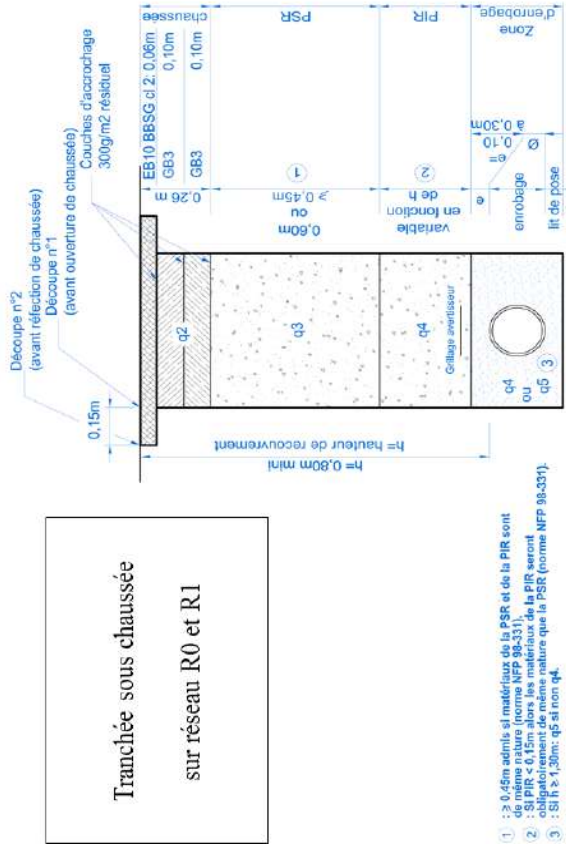 Tranchée sous chaussée
sur réseau R0 et R1
Découpe n°2
(avant réfection de chaussée)
Découpe n°1
(avant ouverture de chaussée)
Couches d'accrochage
300g/m2 résiduel
0,15m
EB10 BBSG cl 2: 0,06m
GB3
0,10m
GB3
0,10m
0,26 m
chaussée
q2
q3
q4
Grillage avertisseur
q4
ou
q5
3
h= 0,80m mini
h= hauteur de recouvrement
0,60m
ou
≥ 0,45m
1
PSR
variable
en fonction
de h
2
PIR
e
e=
0,10
à 0,30m
enrobage
Ø
lit de pose
Zone
d'enrobage
1 : ≥ 0,45m admis si matériaux de la PSR et de la PIR sont
de même nature (norme NFP 98-331).
2 : Si PIR < 0,15m alors les matériaux de la PIR seront
obligatoirement de même nature que la PSR (norme NFP 98-331).
3 : Si h ≥ 1,30m: q5 si non q4.